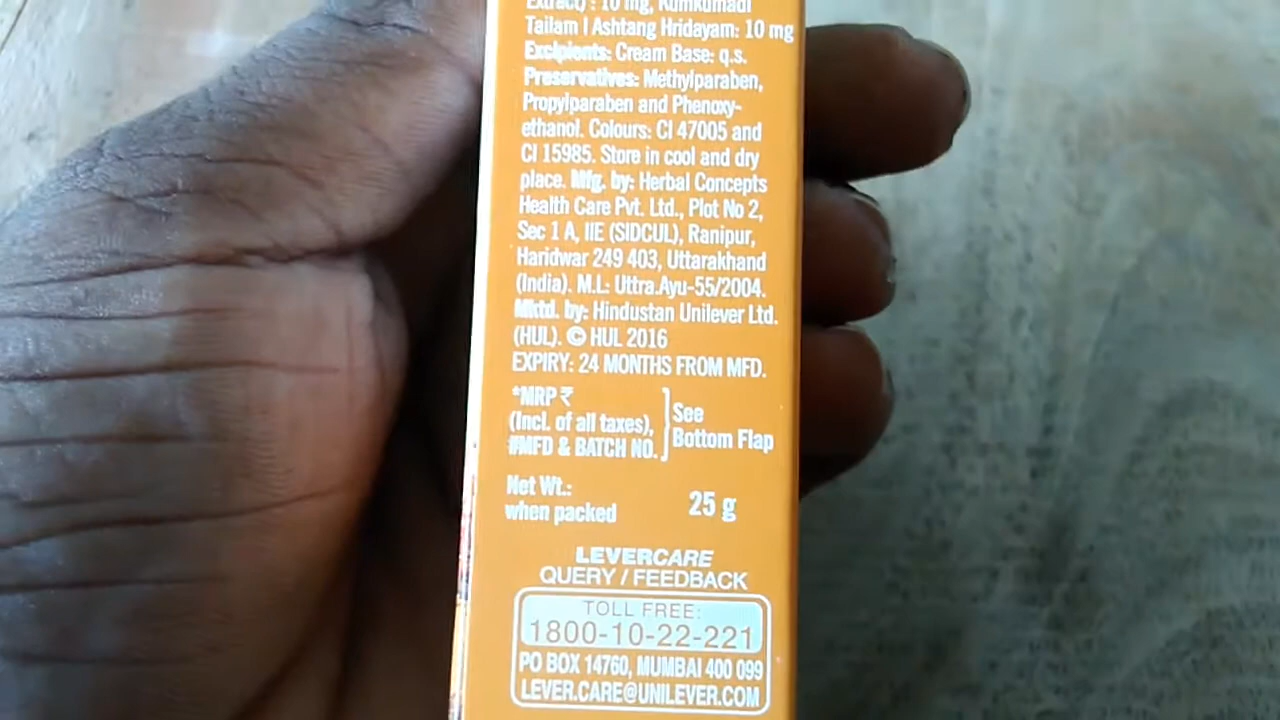 Extract) : 10 mg, Kumkumadi
Tailam I Ashtang Hridayam: 10 mg
Excipients: Cream Base: q.s.
Preservatives: Methylparaben,
Propylparaben and Phenoxy-
ethanol. Colours: CI 47005 and
CI 15985. Store in cool and dry
place. Mfg. by: Herbal Concepts
Health Care Pvt. Ltd., Plot No 2,
Sec 1 A, IIE (SIDCUL), Ranipur,
Haridwar 249 403, Uttarakhand
(India). M.L: Uttra.Ayu-55/2004.
Mktd. by: Hindustan Unilever Ltd.
(HUL). © HUL 2016
EXPIRY: 24 MONTHS FROM MFD.
*MRP ₹
(Incl. of all taxes),
#MFD & BATCH NO.
See
Bottom Flap
Net Wt.:
when packed
25 g
LEVERCARE
QUERY / FEEDBACK
TOLL FREE:
1800-10-22-221
PO BOX 14760, MUMBAI 400 099
LEVER.CARE@UNILEVER.COM